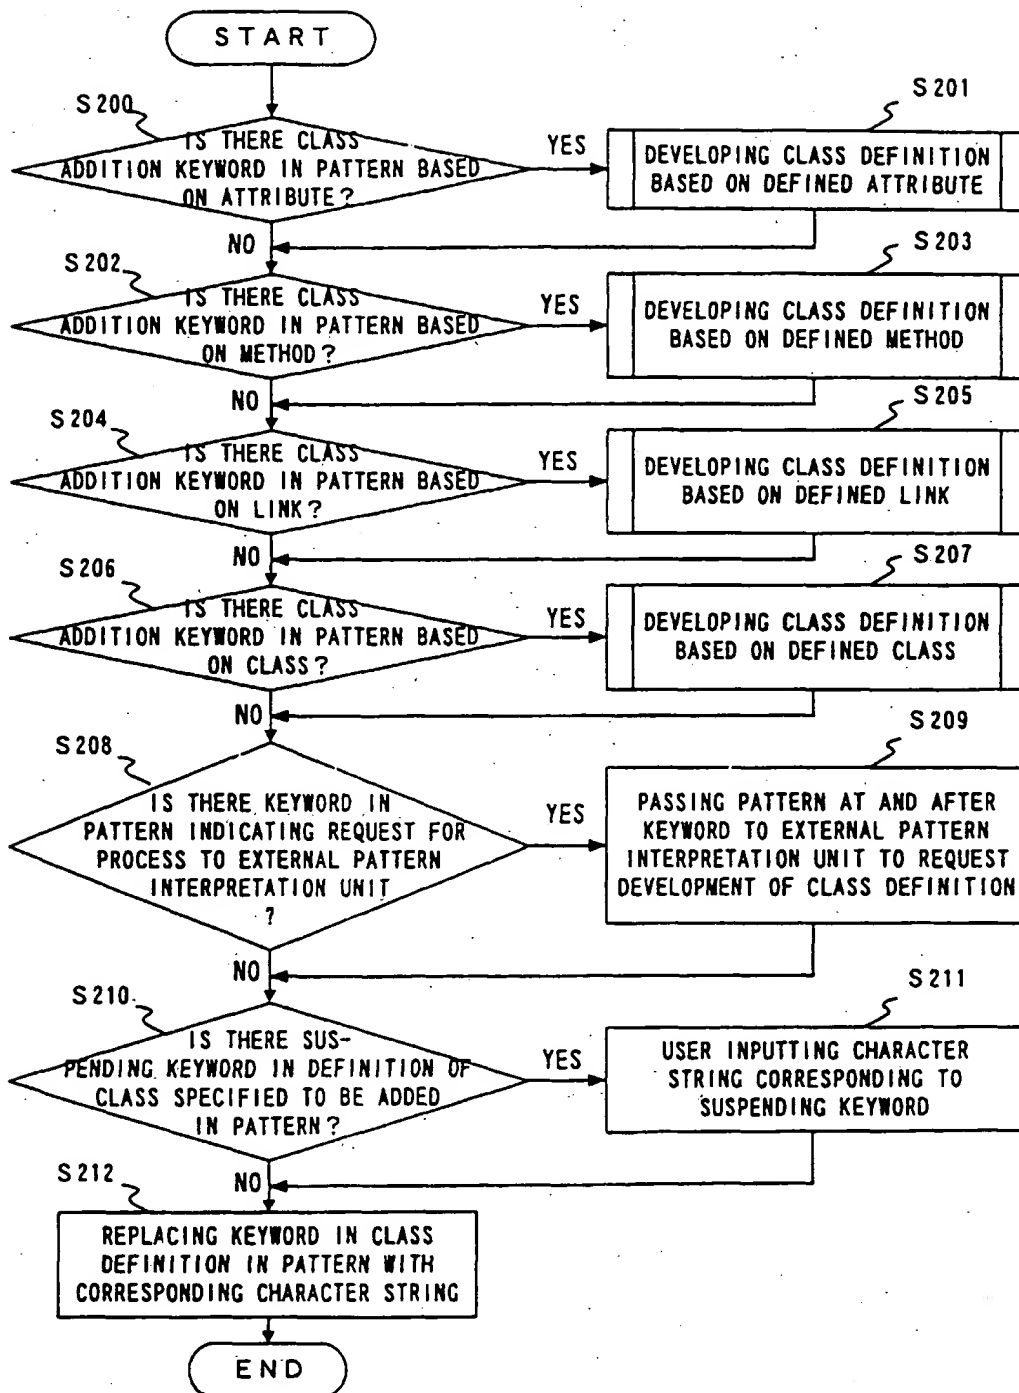 START
S200
IS THERE CLASS
ADDITION KEYWORD IN PATTERN BASED
ON ATTRIBUTE?
YES
S201
DEVELOPING CLASS DEFINITION
BASED ON DEFINED ATTRIBUTE
NO
S202
IS THERE CLASS
ADDITION KEYWORD IN PATTERN BASED
ON METHOD?
YES
S203
DEVELOPING CLASS DEFINITION
BASED ON DEFINED METHOD
NO
S204
IS THERE CLASS
ADDITION KEYWORD IN PATTERN BASED
ON LINK?
YES
S205
DEVELOPING CLASS DEFINITION
BASED ON DEFINED LINK
NO
S206
IS THERE CLASS
ADDITION KEYWORD IN PATTERN BASED
ON CLASS?
YES
S207
DEVELOPING CLASS DEFINITION
BASED ON DEFINED CLASS
NO
S208
IS THERE KEYWORD IN
PATTERN INDICATING REQUEST FOR
PROCESS TO EXTERNAL PATTERN
INTERPRETATION UNIT
?
YES
S209
PASSING PATTERN AT AND AFTER
KEYWORD TO EXTERNAL PATTERN
INTERPRETATION UNIT TO REQUEST
DEVELOPMENT OF CLASS DEFINITION
NO
S210
IS THERE SUS-
PENDING KEYWORD IN DEFINITION OF
CLASS SPECIFIED TO BE ADDED
IN PATTERN?
YES
S211
USER INPUTTING CHARACTER
STRING CORRESPONDING TO
SUSPENDING KEYWORD
NO
S212
REPLACING KEYWORD IN CLASS
DEFINITION IN PATTERN WITH
CORRESPONDING CHARACTER STRING
END